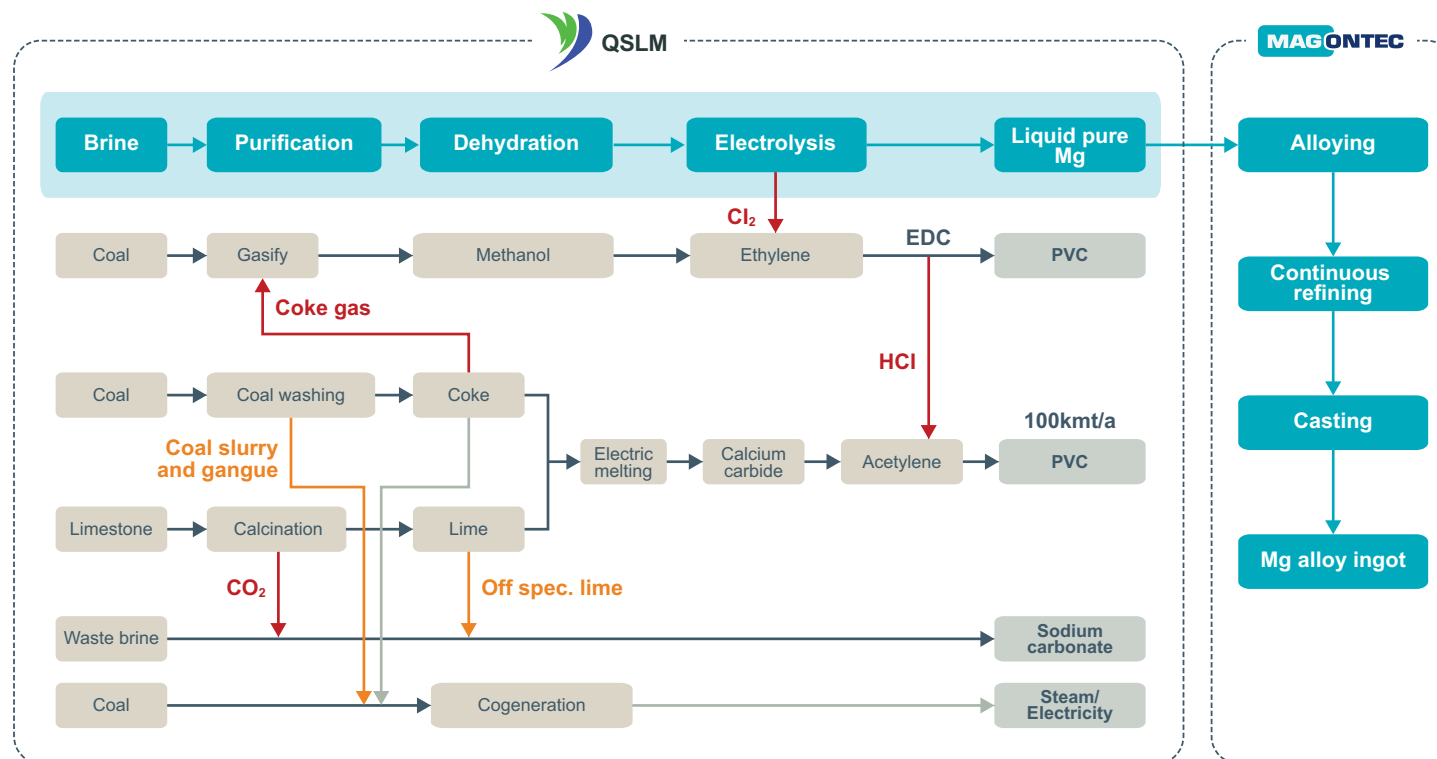 QSLM
MAGONTEC
Brine
Purification
Dehydration
Electrolysis
Liquid pure
Mg
Alloying
Cl₂
EDC
Coal
Gasify
Methanol
Ethylene
PVC
Continuous
refining
Coke gas
HCl
Coal
Coal washing
Coke
100kmt/a
Casting
Coal slurry
and gangue
Electric
melting
Calcium
carbide
Acetylene
PVC
Limestone
Calcination
Lime
Mg alloy ingot
CO₂
Off spec. lime
Waste brine
Sodium
carbonate
Coal
Cogeneration
Steam/
Electricity